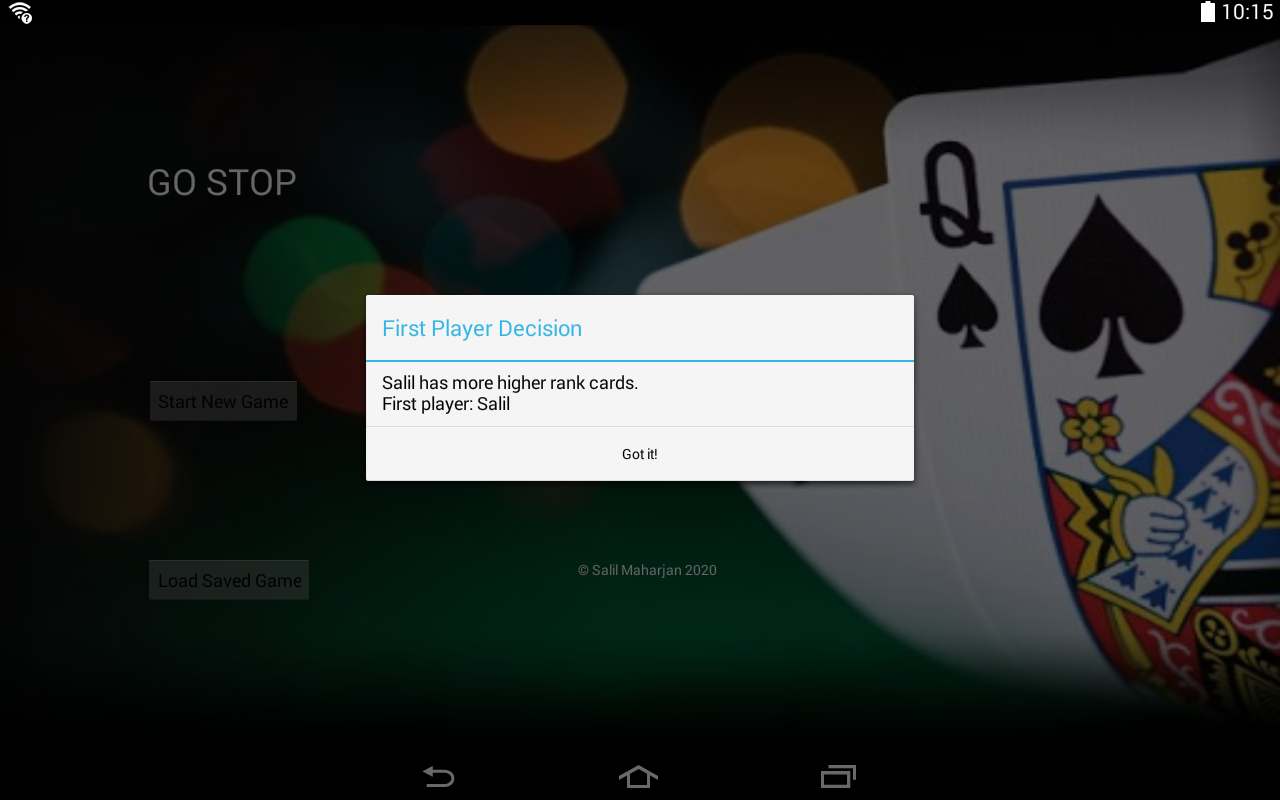 10:15
GO STOP
Q
First Player Decision
Salil has more higher rank cards.
First player: Salil
Got it!
Start New Game
Load Saved Game
© Salil Maharjan 2020